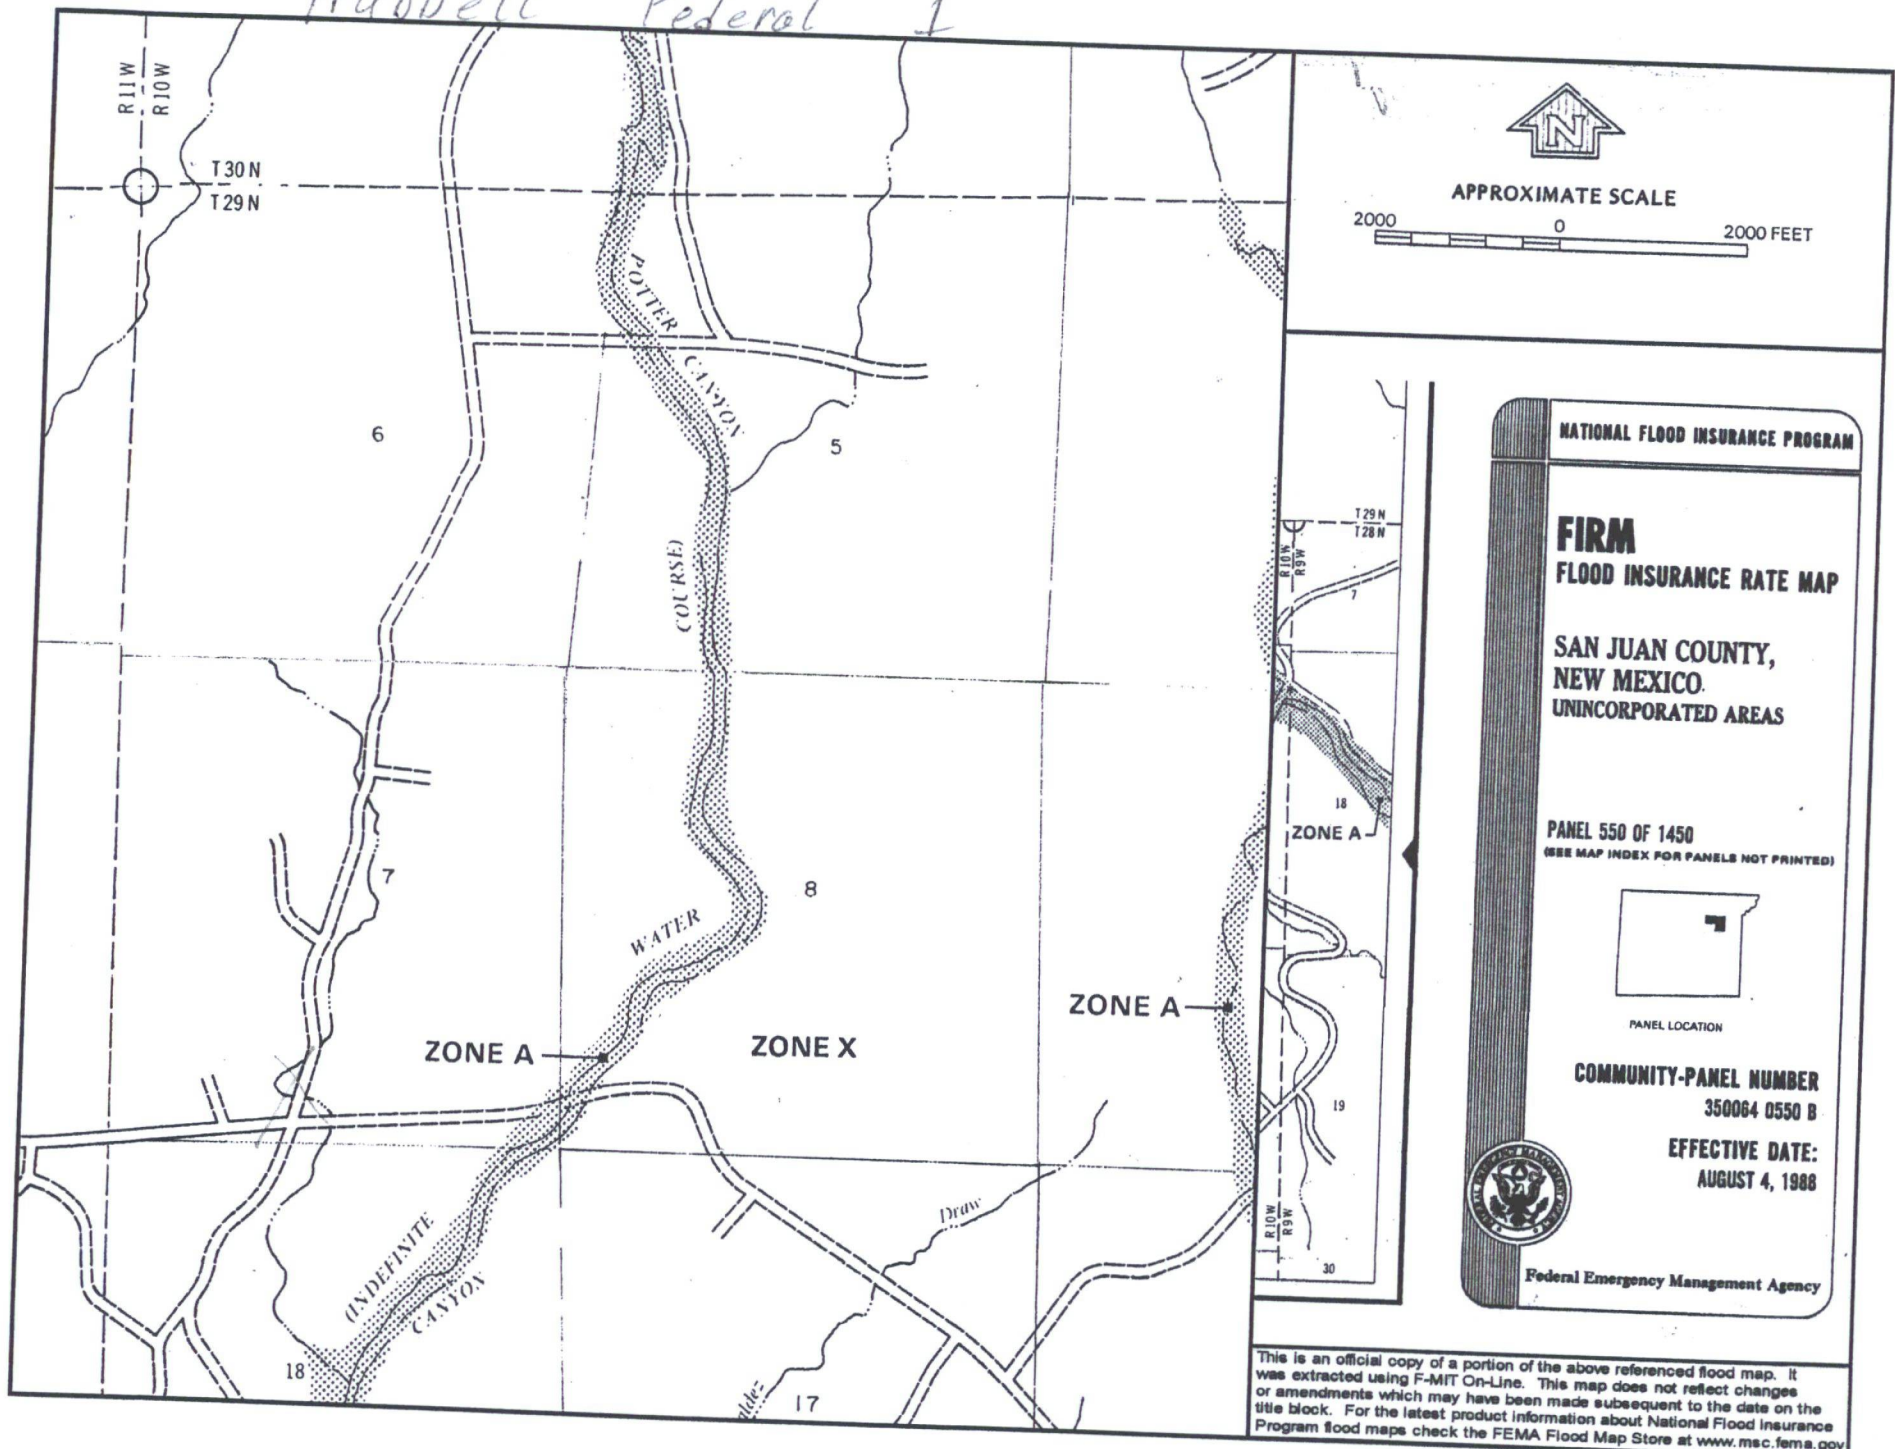 Hubbell Federal 1
R11W
R10W
T30N
T29N
POTTER
CANYON
6
5
COURSE)
7
8
WATER
ZONE A
ZONE X
ZONE A
Draw
(INDEFINITE
CANYON
18
17
APPROXIMATE SCALE
2000 0 2000 FEET
T29N
T28N
R10W
R9W
7
18
ZONE A
19
R10W
R9W
30
N
NATIONAL FLOOD INSURANCE PROGRAM
FIRM
FLOOD INSURANCE RATE MAP
SAN JUAN COUNTY,
NEW MEXICO.
UNINCORPORATED AREAS
PANEL 550 OF 1450
(SEE MAP INDEX FOR PANELS NOT PRINTED)
PANEL LOCATION
COMMUNITY-PANEL NUMBER
350064 0550 B
EFFECTIVE DATE:
AUGUST 4, 1988
Federal Emergency Management Agency
This is an official copy of a portion of the above referenced flood map. It
was extracted using F-MIT On-Line. This map does not reflect changes
or amendments which may have been made subsequent to the date on the
title block. For the latest product information about National Flood Insurance
Program flood maps check the FEMA Flood Map Store at www.msc.fema.gov